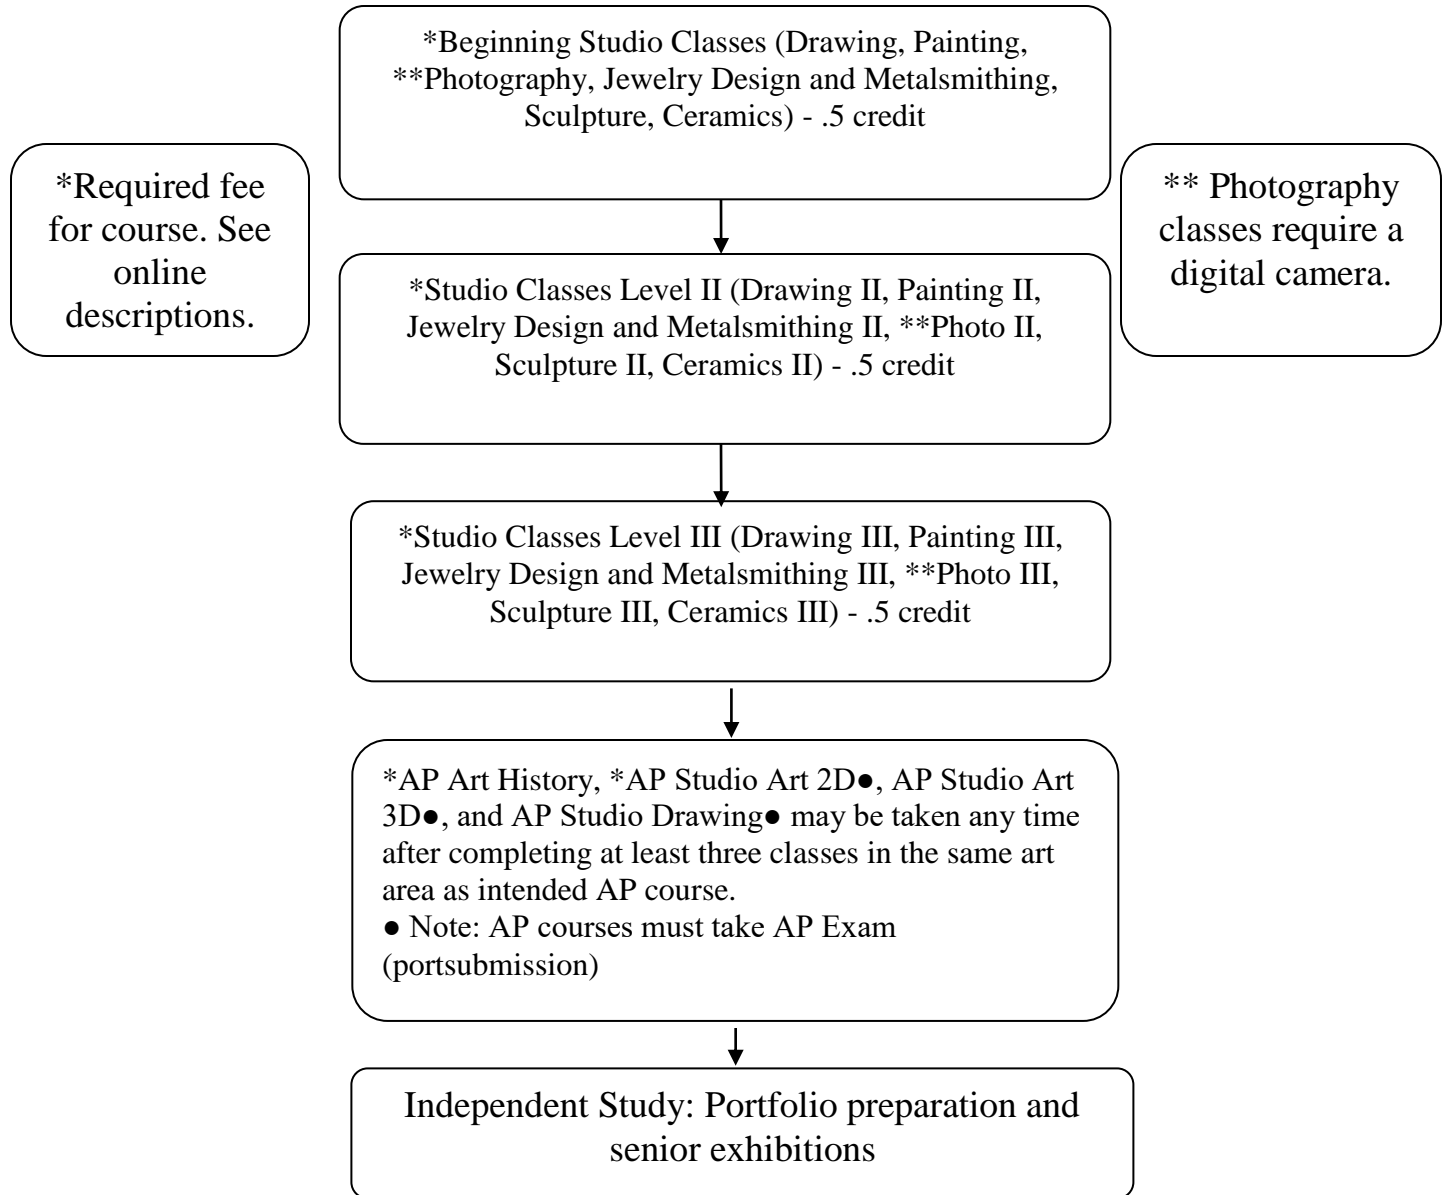 *Beginning Studio Classes (Drawing, Painting,
**Photography, Jewelry Design and Metalsmithing,
Sculpture, Ceramics) - .5 credit
*Required fee
for course. See
online
descriptions.
** Photography
classes require a
digital camera.
*Studio Classes Level II (Drawing II, Painting II,
Jewelry Design and Metalsmithing II, **Photo II,
Sculpture II, Ceramics II) - .5 credit
*Studio Classes Level III (Drawing III, Painting III,
Jewelry Design and Metalsmithing III, **Photo III,
Sculpture III, Ceramics III) - .5 credit
*AP Art History, *AP Studio Art 2D●, AP Studio Art
3D●, and AP Studio Drawing● may be taken any time
after completing at least three classes in the same art
area as intended AP course.
● Note: AP courses must take AP Exam
(portsubmission)
Independent Study: Portfolio preparation and
senior exhibitions